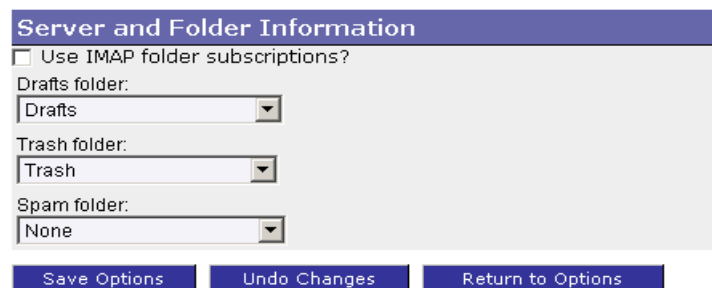 Server and Folder Information
Use IMAP folder subscriptions?
Drafts folder:
Drafts
Trash folder:
Trash
Spam folder:
None
Save Options Undo Changes Return to Options